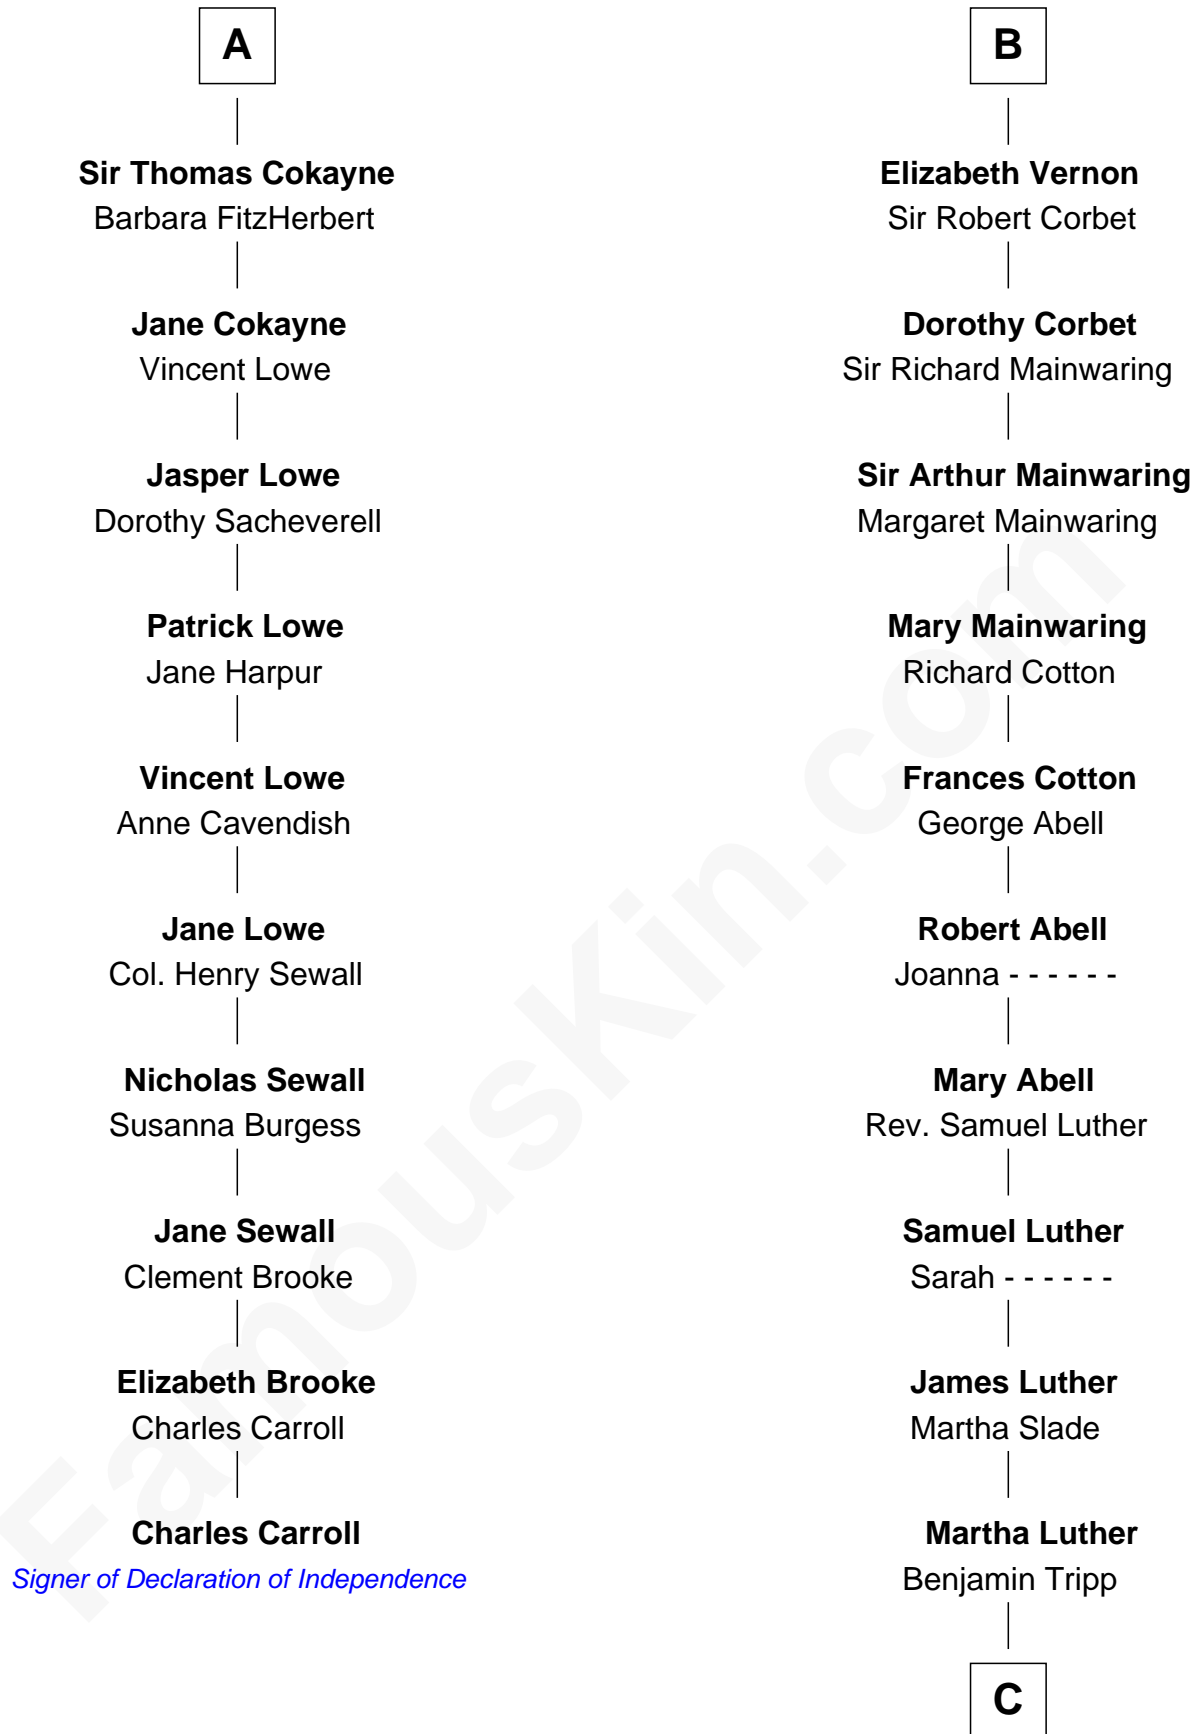 A
Sir Thomas Cokayne
Barbara FitzHerbert
Jane Cokayne
Vincent Lowe
Jasper Lowe
Dorothy Sacheverell
Patrick Lowe
Jane Harpur
Vincent Lowe
Anne Cavendish
Jane Lowe
Col. Henry Sewall
Nicholas Sewall
Susanna Burgess
Jane Sewall
Clement Brooke
Elizabeth Brooke
Charles Carroll
Charles Carroll
Signer of Declaration of Independence
B
Elizabeth Vernon
Sir Robert Corbet
Dorothy Corbet
Sir Richard Mainwaring
Sir Arthur Mainwaring
Margaret Mainwaring
Mary Mainwaring
Richard Cotton
Frances Cotton
George Abell
Robert Abell
Joanna - - - - - -
Mary Abell
Rev. Samuel Luther
Samuel Luther
Sarah - - - - - -
James Luther
Martha Slade
Martha Luther
Benjamin Tripp
C
FamousKin.com